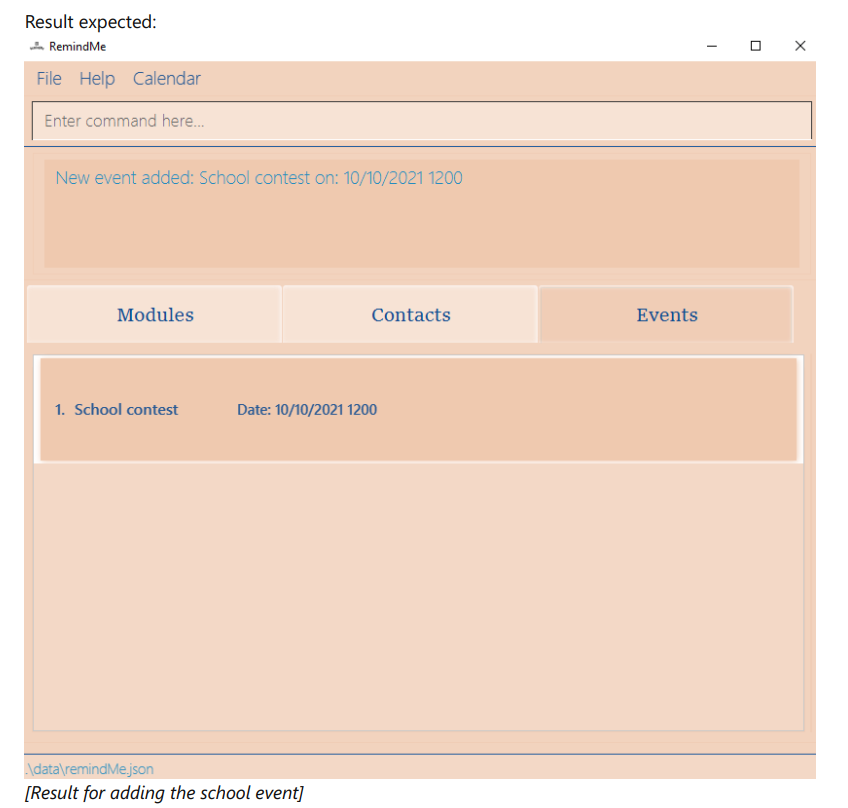 Result expected:
RemindMe
File Help Calendar
Enter command here...
New event added: School contest on: 10/10/2021 1200
Modules Contacts Events
1. School contest Date: 10/10/2021 1200
.\data\remindMe.json
[Result for adding the school event]